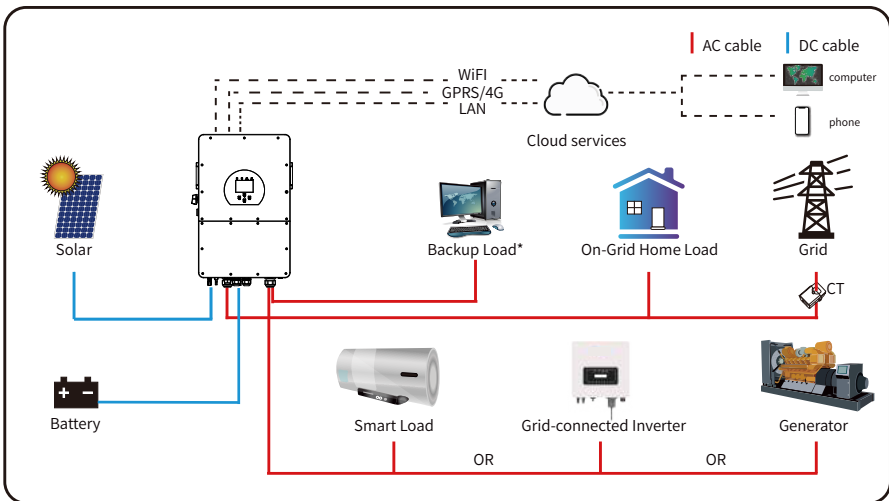 AC cable
DC cable
WiFI
GPRS/4G
LAN
computer
phone
Cloud services
Solar
Backup Load*
On-Grid Home Load
Grid
CT
Battery
Smart Load
Grid-connected Inverter
Generator
OR
OR